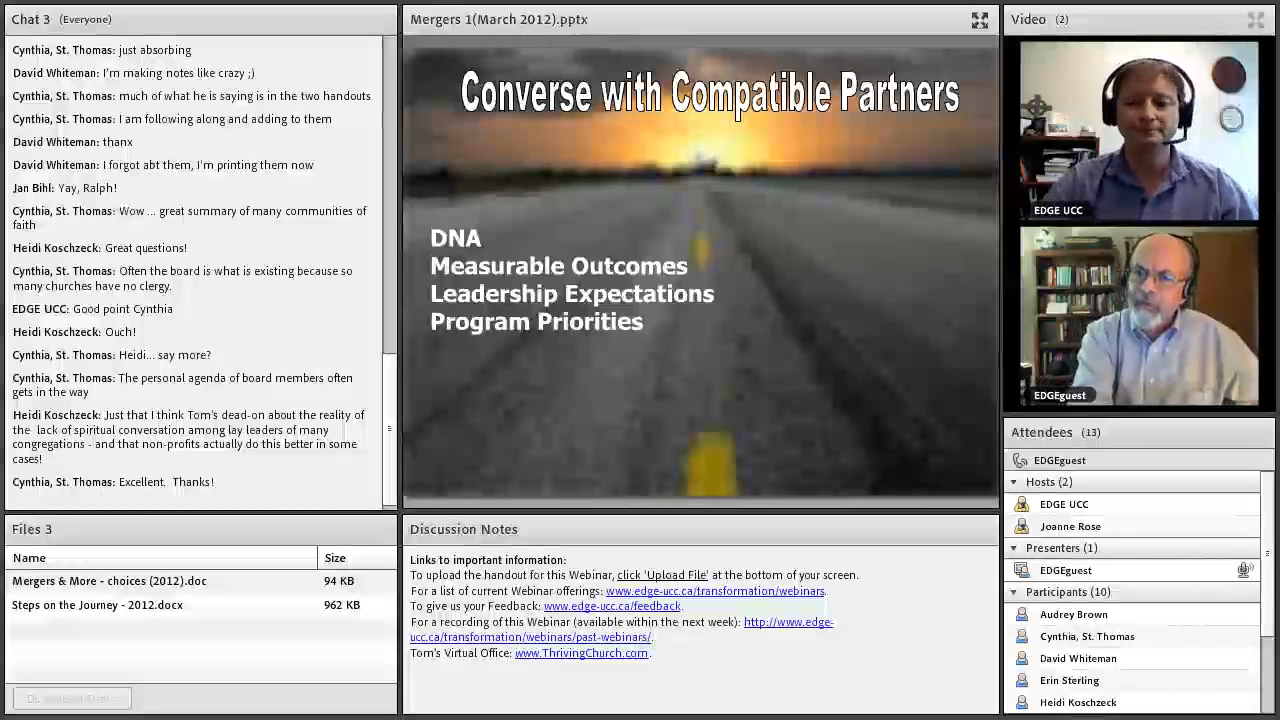 Chat 3 (Everyone)
Cynthia, St. Thomas: just absorbing
David Whiteman: I'm making notes like crazy ;)
Cynthia, St. Thomas: much of what he is saying is in the two handouts
Cynthia, St. Thomas: I am following along and adding to them
David Whiteman: thanx
David Whiteman: I forgot abt them, I'm printing them now
Jan Bihl: Yay, Ralph!
Cynthia, St. Thomas: Wow ... great summary of many communities of
faith
Heidi Koschzeck: Great questions!
Cynthia, St. Thomas: Often the board is what is existing because so
many churches have no clergy.
EDGE UCC: Good point Cynthia
Heidi Koschzeck: Ouch!
Cynthia, St. Thomas: Heidi... say more?
Cynthia, St. Thomas: The personal agenda of board members often
gets in the way
Heidi Koschzeck: Just that I think Tom's dead-on about the reality of
the lack of spiritual conversation among lay leaders of many
congregations - and that non-profits actually do this better in some
cases!
Cynthia, St. Thomas: Excellent. Thanks!
Files 3
Name Size
Mergers & More - choices (2012).doc 94 KB
Steps on the Journey - 2012.docx 962 KB
Mergers 1(March 2012).pptx
Converse with Compatible Partners
DNA
Measurable Outcomes
Leadership Expectations
Program Priorities
Discussion Notes
Links to important information:
To upload the handout for this Webinar, click 'Upload File' at the bottom of your screen.
For a list of current Webinar offerings: www.edge-ucc.ca/transformation/webinars.
To give us your Feedback: www.edge-ucc.ca/feedback.
For a recording of this Webinar (available within the next week): http://www.edge-
ucc.ca/transformation/webinars/past-webinars/.
Tom's Virtual Office: www.ThrivingChurch.com.
Video (2)
EDGE UCC
EDGEguest
Attendees (13)
EDGEguest
Hosts (2)
EDGE UCC
Joanne Rose
Presenters (1)
EDGEguest
Participants (10)
Audrey Brown
Cynthia, St. Thomas
David Whiteman
Erin Sterling
Heidi Koschzeck